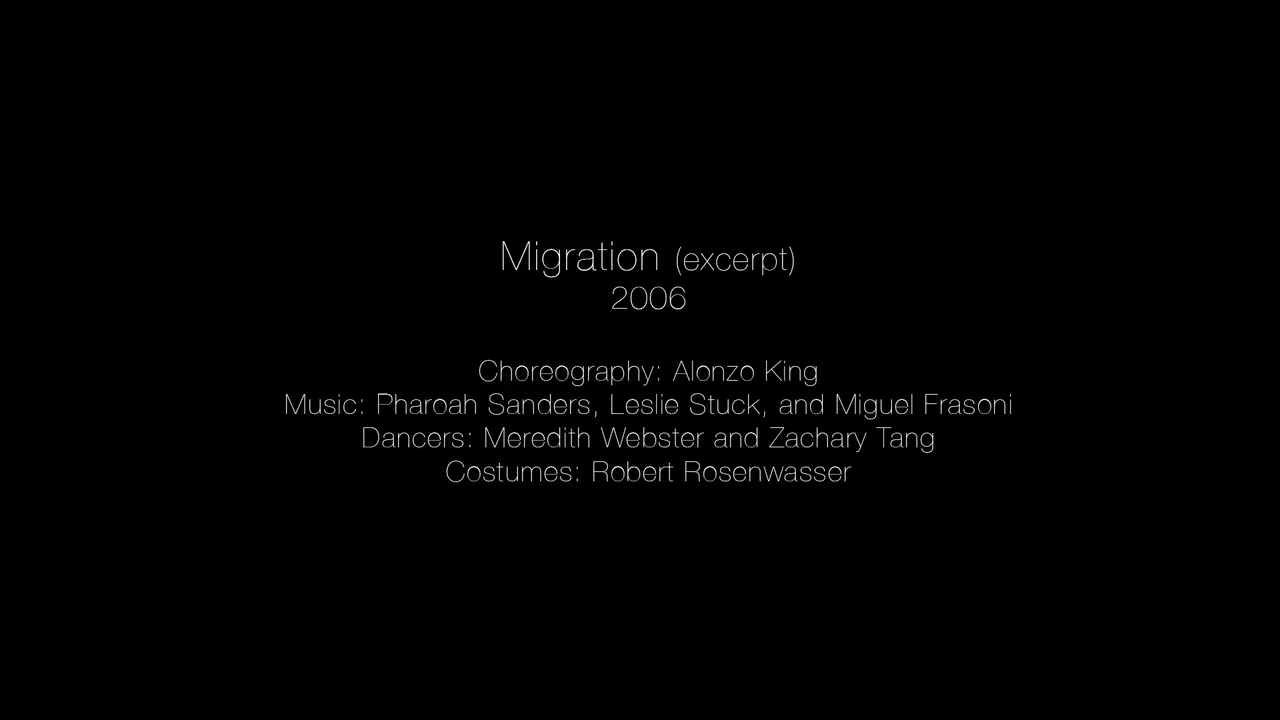 Migration (excerpt)
2006
Choreography: Alonzo King
Music: Pharoah Sanders, Leslie Stuck, and Miguel Frasoni
Dancers: Meredith Webster and Zachary Tang
Costumes: Robert Rosenwasser